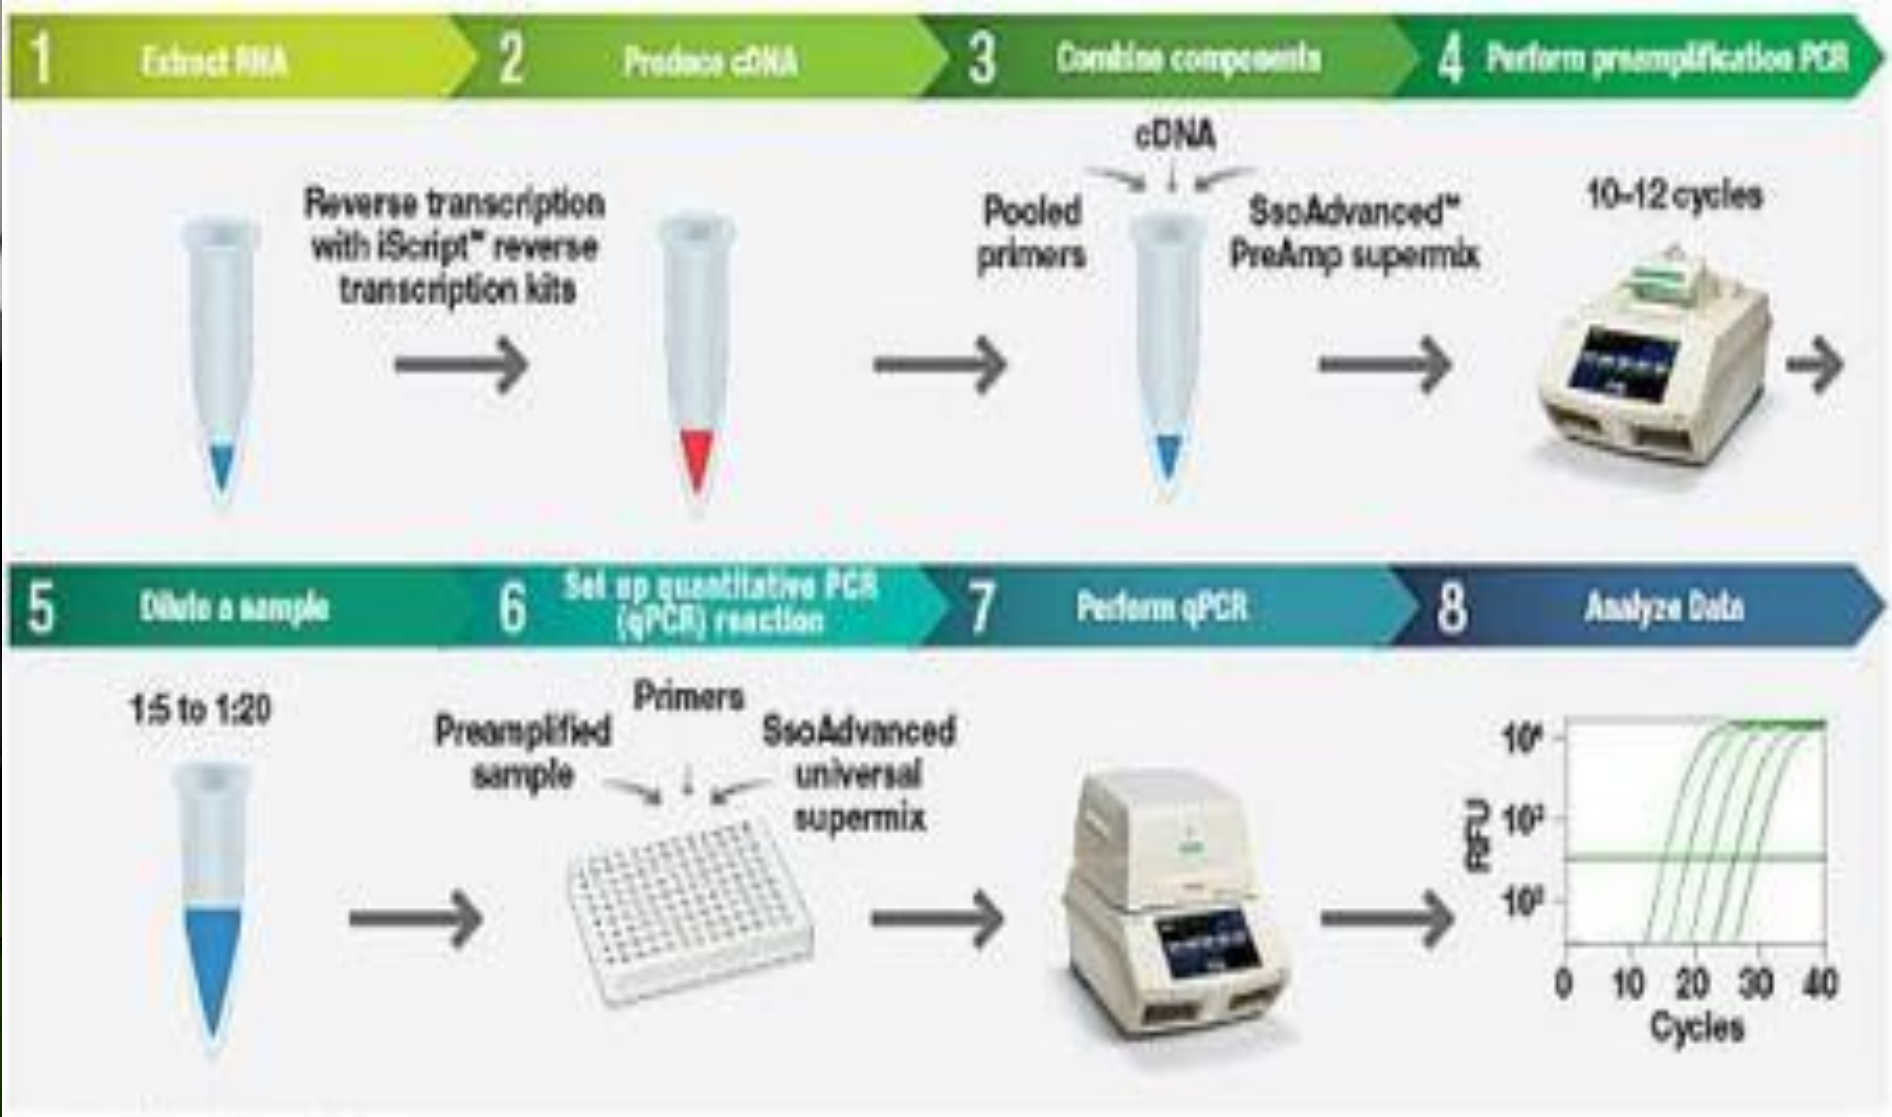 1 Extract RNA
2 Produce cDNA
3 Combine components
4 Perform preamplification PCR
Reverse transcription
with iScript™ reverse
transcription kits
cDNA
Pooled
primers
SsoAdvanced™
PreAmp supermix
10–12 cycles
5 Dilute a sample
6 Set up quantitative PCR
(qPCR) reaction
7 Perform qPCR
8 Analyze Data
1:5 to 1:20
Preamplified
sample
Primers
SsoAdvanced
universal
supermix
RFU
0 10 20 30 40
Cycles